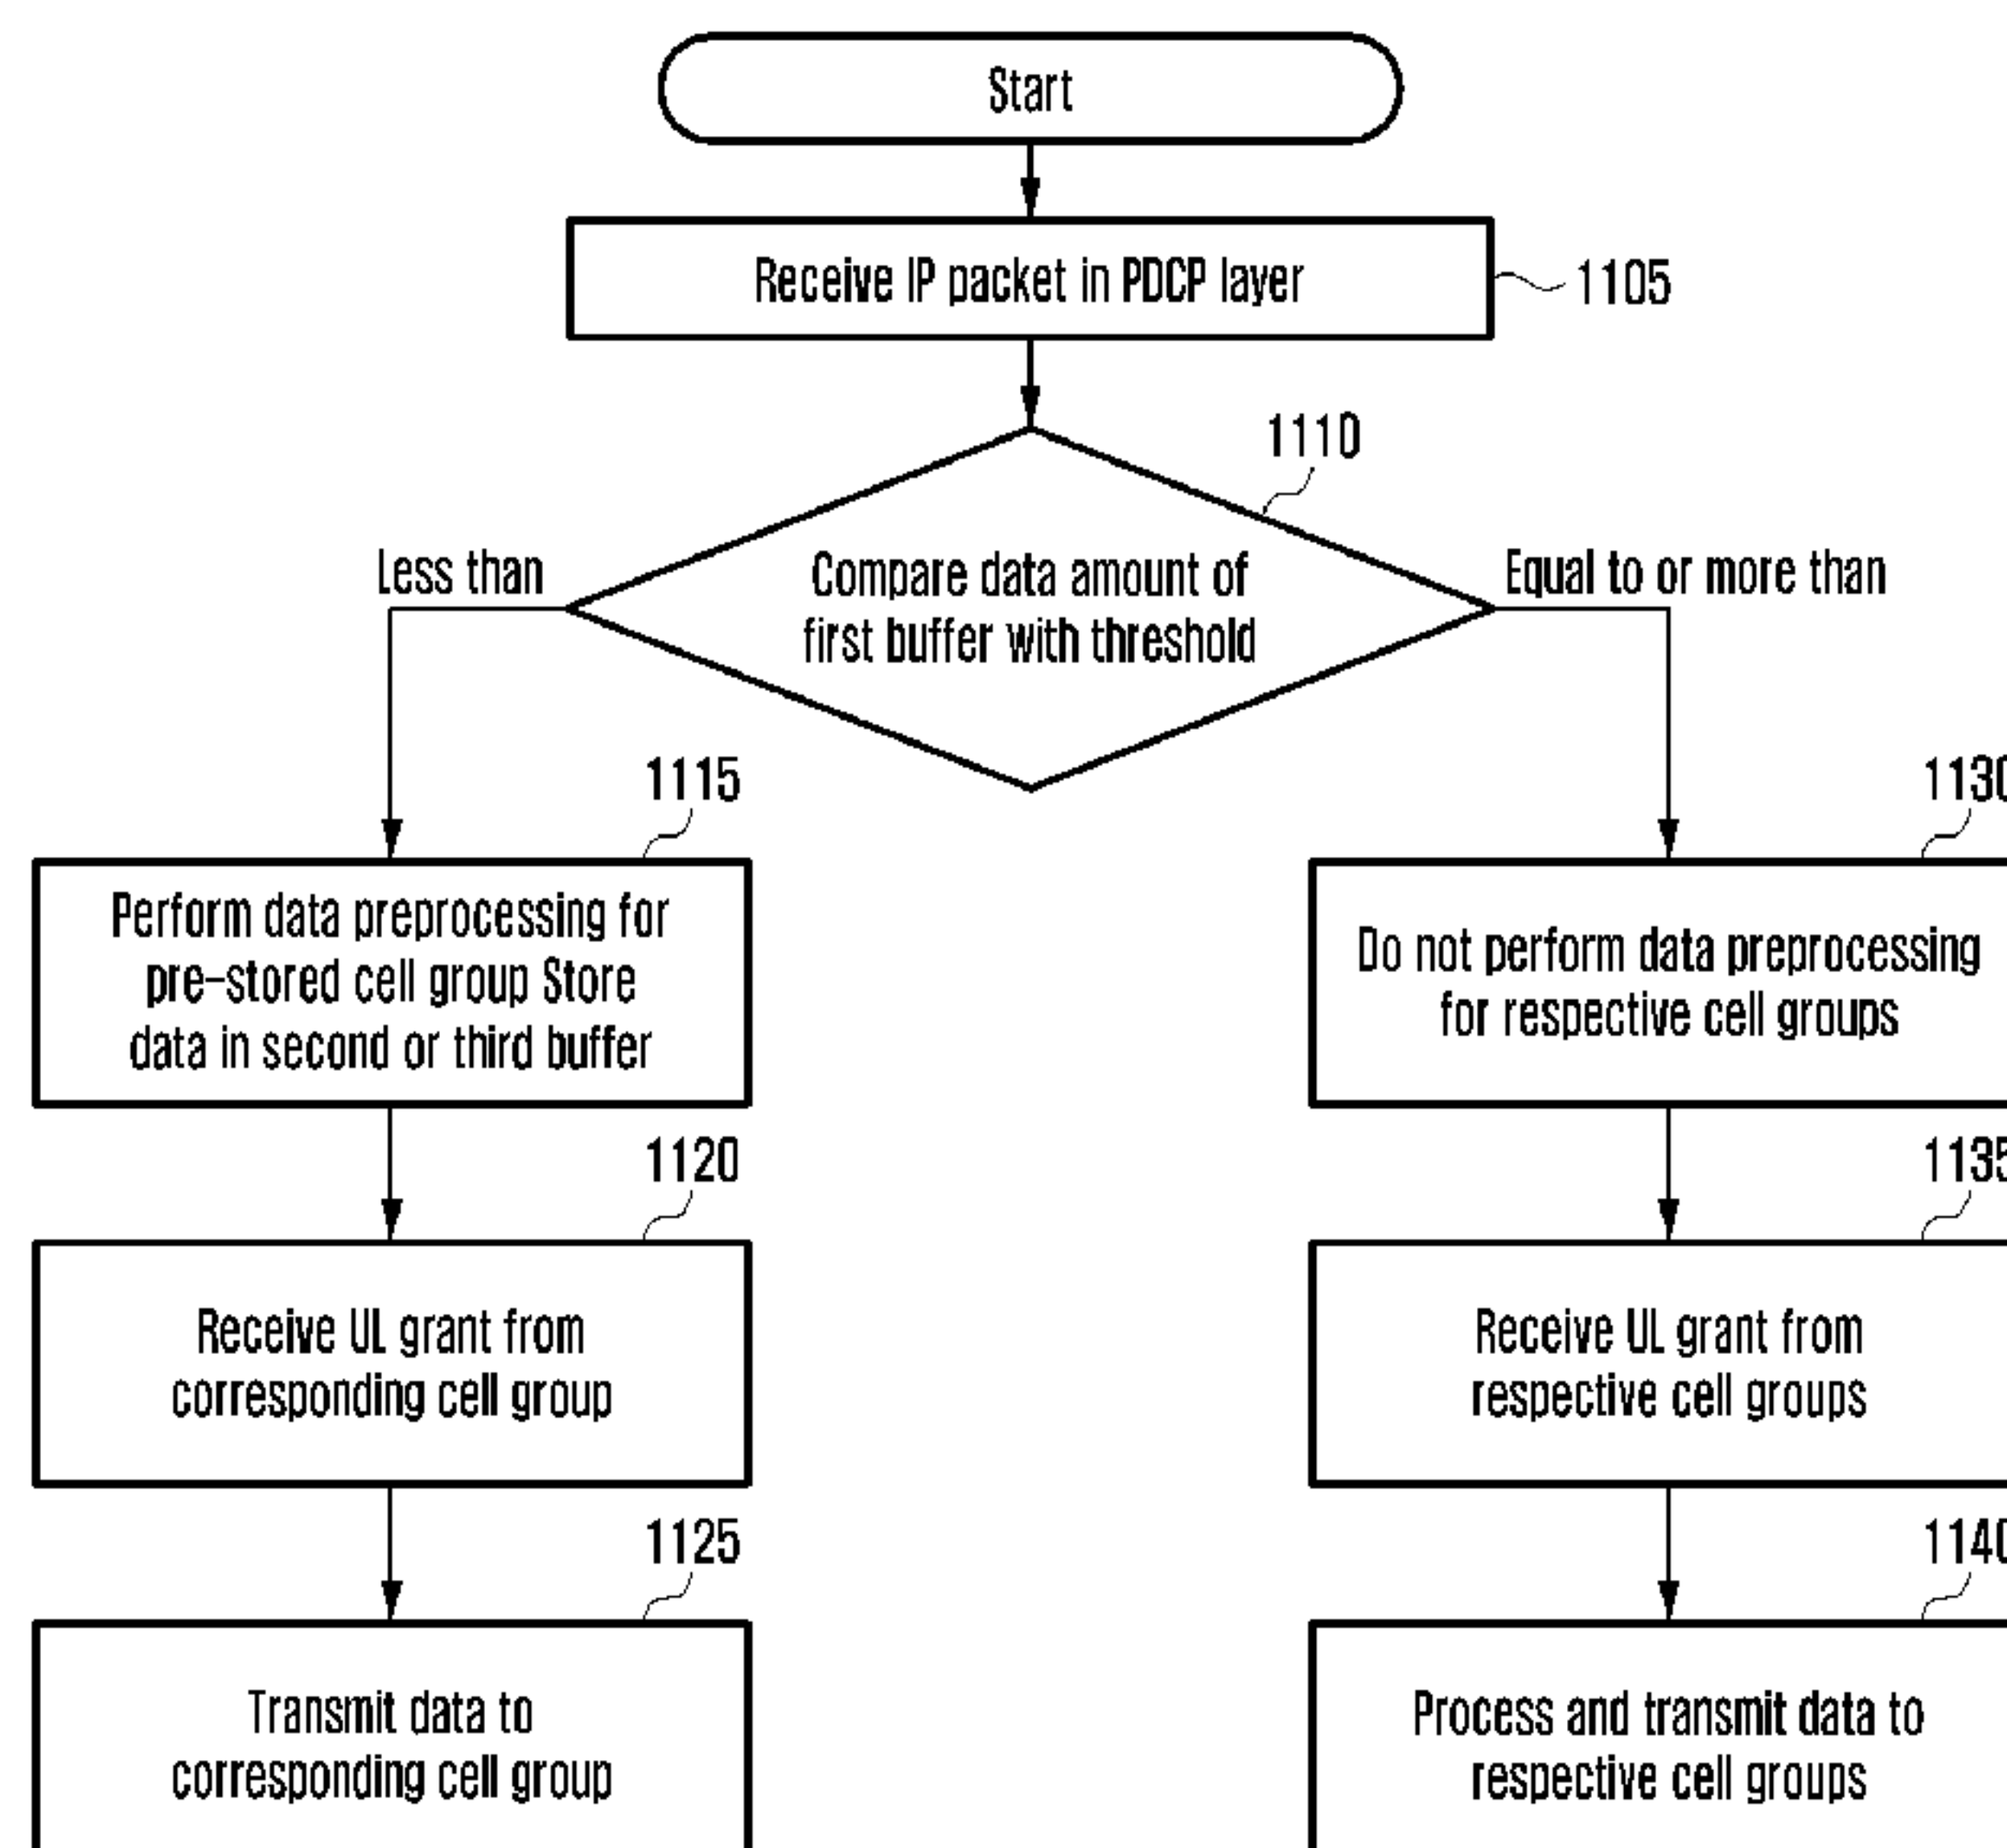 Start
Receive IP packet in PDCP layer
1105
1110
Less than
Compare data amount of
first buffer with threshold
Equal to or more than
1115
Perform data preprocessing for
pre-stored cell group Store
data in second or third buffer
1130
Do not perform data preprocessing
for respective cell groups
1120
Receive UL grant from
corresponding cell group
1135
Receive UL grant from
respective cell groups
1125
Transmit data to
corresponding cell group
1140
Process and transmit data to
respective cell groups